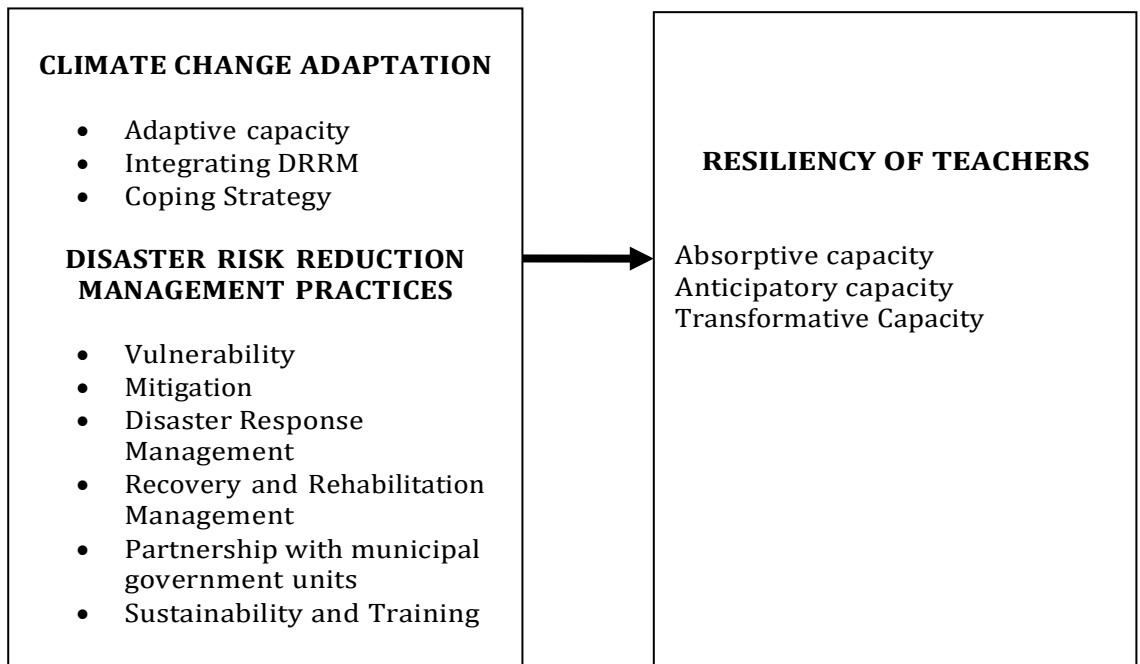 CLIMATE CHANGE ADAPTATION
• Adaptive capacity
• Integrating DRRM
• Coping Strategy
DISASTER RISK REDUCTION
MANAGEMENT PRACTICES
• Vulnerability
• Mitigation
• Disaster Response
Management
• Recovery and Rehabilitation
Management
• Partnership with municipal
government units
• Sustainability and Training
RESILIENCY OF TEACHERS
Absorptive capacity
Anticipatory capacity
Transformative Capacity